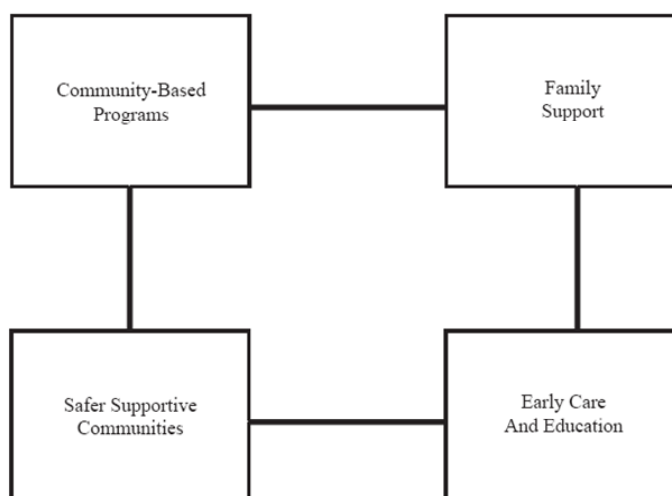 Community-Based
Programs
Family
Support
Safer Supportive
Communities
Early Care
And Education